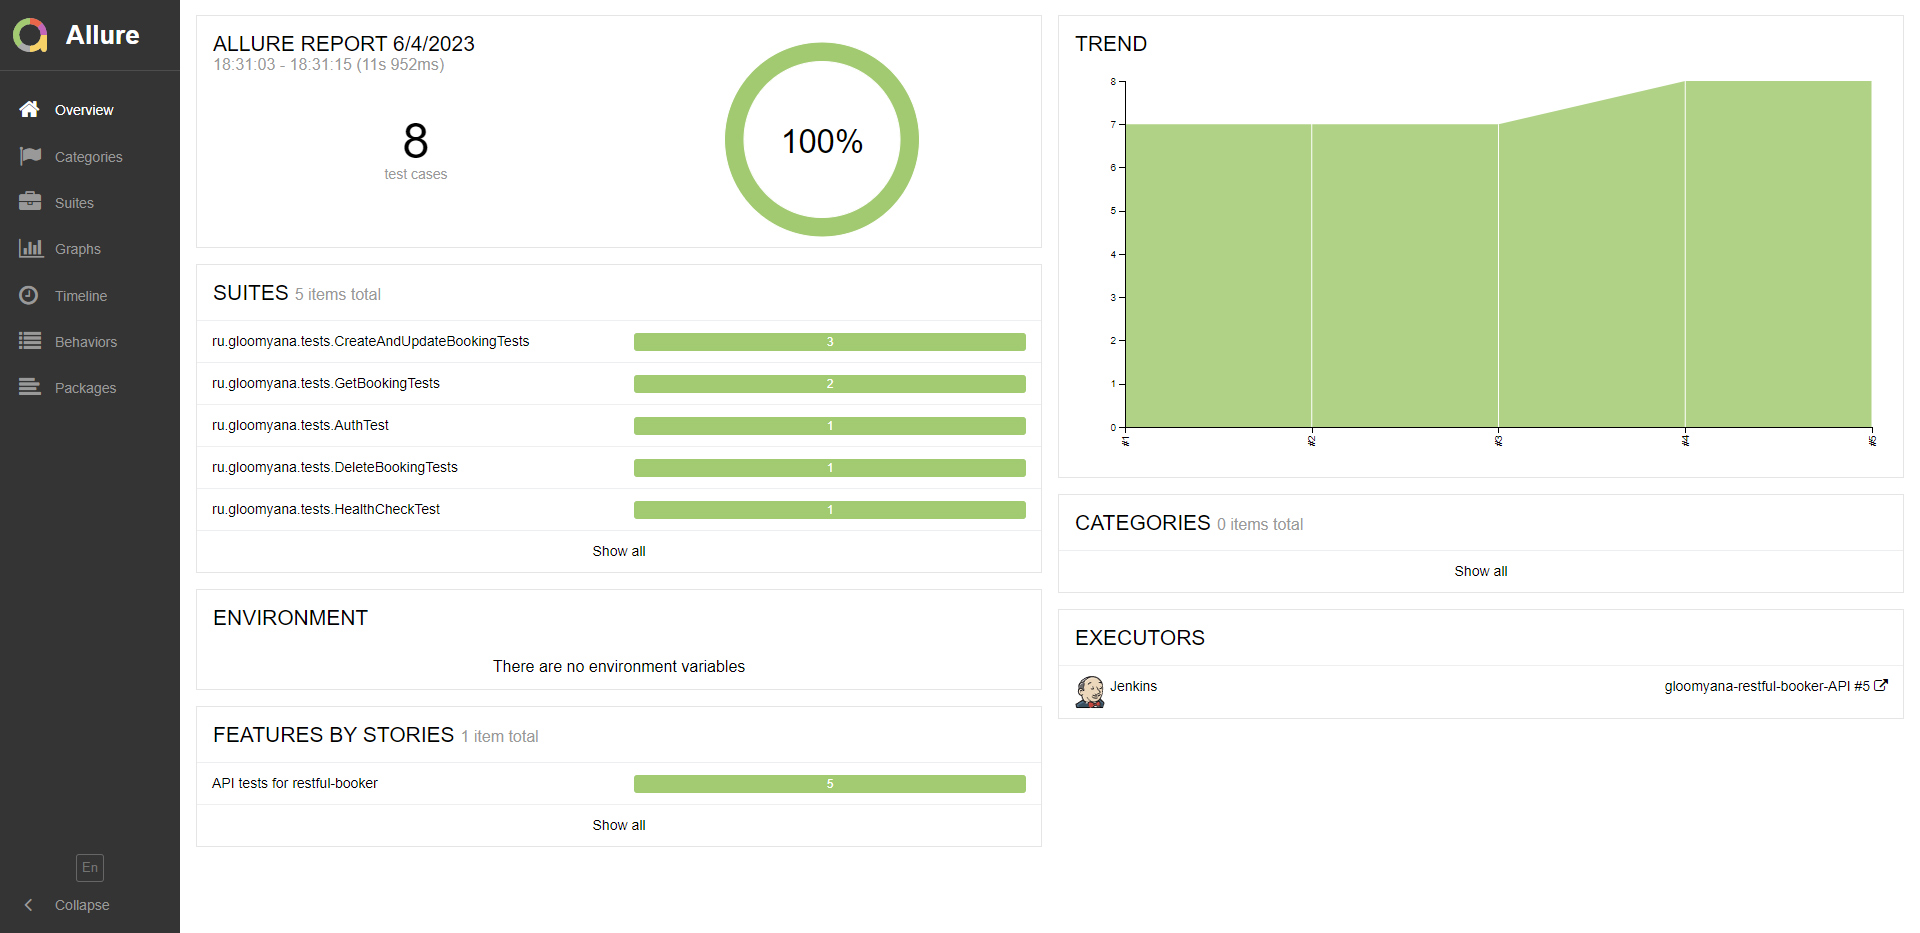 Allure
Overview
Categories
Suites
Graphs
Timeline
Behaviors
Packages
En
Collapse
ALLURE REPORT 6/4/2023
18:31:03 - 18:31:15 (11s 952ms)
8
test cases
100%
SUITES 5 items total
ru.gloomyana.tests.CreateAndUpdateBookingTests 3
ru.gloomyana.tests.GetBookingTests 2
ru.gloomyana.tests.AuthTest 1
ru.gloomyana.tests.DeleteBookingTests 1
ru.gloomyana.tests.HealthCheckTest 1
Show all
ENVIRONMENT
There are no environment variables
FEATURES BY STORIES 1 item total
API tests for restful-booker 5
Show all
TREND
8
7
6
5
4
3
2
1
0
#1 #2 #3 #4 #5
CATEGORIES 0 items total
Show all
EXECUTORS
Jenkins gloomyana-restful-booker-API #5